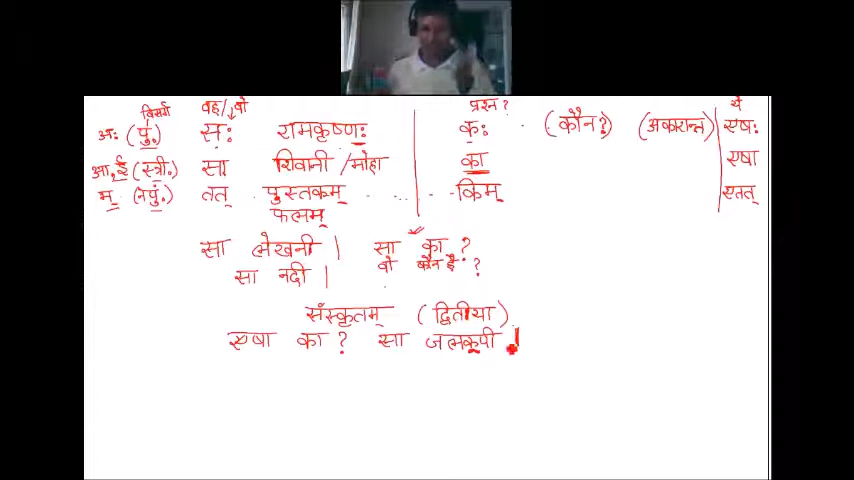 विसर्ग वह/वो प्रश्न? ये
अः (पुं.) सः रामकृष्णः कः (कौन?) (अकारान्त) एषः
आ,ई (स्त्री.) सा शिवानी/मोहा का एषा
म् (नपुं.) तत् पुस्तकम् किम् एतत्
फलम्
सा लेखनी | सा का?
सा नदी | वो कौन है?
संस्कृतम् (द्वितीया)
एषा का? सा जलकूपी |